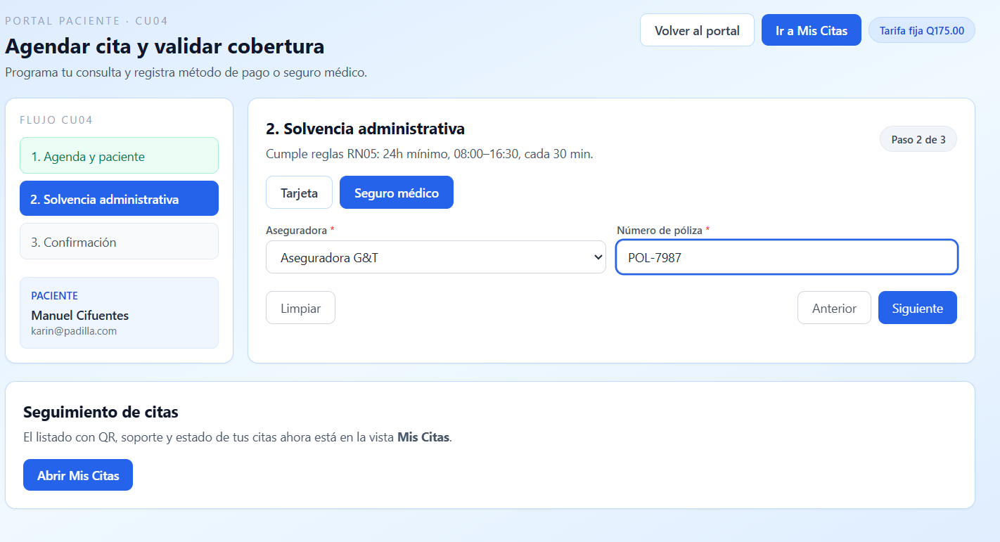 PORTAL PACIENTE · CU04
Agendar cita y validar cobertura
Programa tu consulta y registra método de pago o seguro médico.
Volver al portal
Ir a Mis Citas
Tarifa fija Q175.00
FLUJO CU04
1. Agenda y paciente
2. Solvencia administrativa
3. Confirmación
PACIENTE
Manuel Cifuentes
karin@padilla.com
2. Solvencia administrativa
Cumple reglas RN05: 24h mínimo, 08:00–16:30, cada 30 min.
Paso 2 de 3
Tarjeta
Seguro médico
Aseguradora *
Aseguradora G&T
Número de póliza *
POL-7987
Limpiar
Anterior
Siguiente
Seguimiento de citas
El listado con QR, soporte y estado de tus citas ahora está en la vista Mis Citas.
Abrir Mis Citas